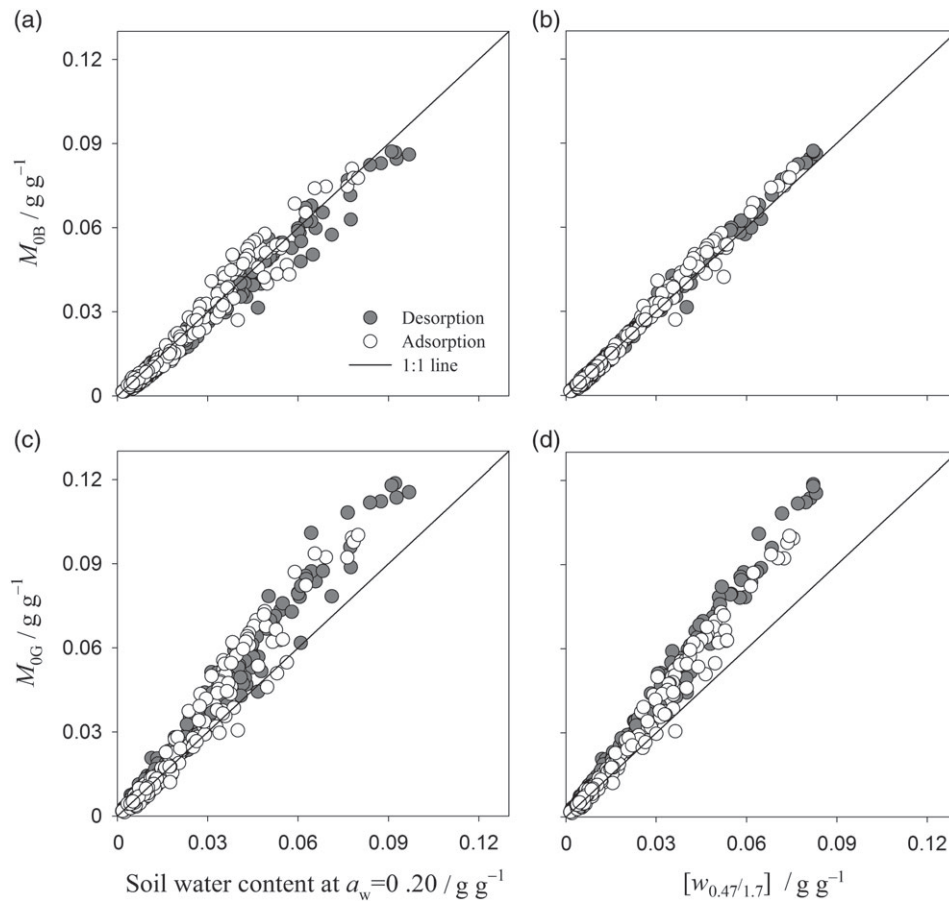 (a)
(b)
0.12
0.09
0.06
0.03
0
M0B / g g−1
Desorption
Adsorption
1:1 line
(c)
(d)
0.12
0.09
0.06
0.03
0
M0G / g g−1
0 0.03 0.06 0.09 0.12
0 0.03 0.06 0.09 0.12
Soil water content at aw=0 .20 / g g−1
[w0.47/1.7] / g g−1